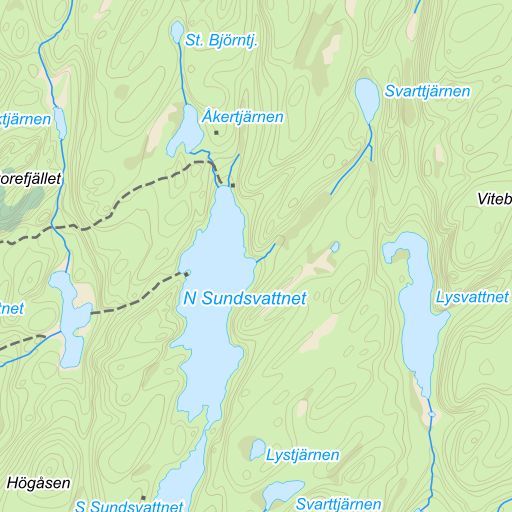 St. Björntj.
Svarttjärnen
Åkertjärnen
tjärnen
orefjället
Viteb
N Sundsvattnet
Lysvattnet
tnet
Lystjärnen
Högåsen
S Sundsvattnet
Svarttjärnen